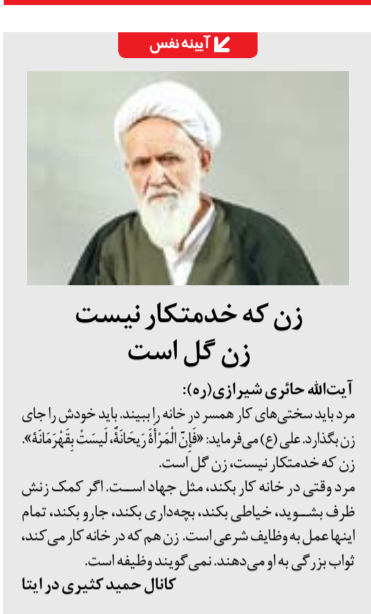 آیینه نفس
زن که خدمتکار نیست
زن گل است
آیت‌الله حائری شیرازی(ره):
مرد باید سختی‌های کار همسر در خانه را ببیند. باید خودش را جای
زن بگذارد. علی (ع) می‌فرماید: «فَإِنّ الْمَرْأَةَ رَیحَانَةٌ، لَیسَتْ بِقَهْرَمَانَة».
زن که خدمتکار نیست، زن گل است.
مرد وقتی در خانه کار بکند، مثل جهاد است. اگر کمک زنش
ظرف بشوید، خیاطی بکند، بچه‌داری بکند، جارو بکند، تمام
اینها عمل به وظایف شرعی است. زن هم که در خانه کار می‌کند،
ثواب بزرگی به او می‌دهند. نمی‌گویند وظیفه است.
کانال حمید کثیری در ایتا